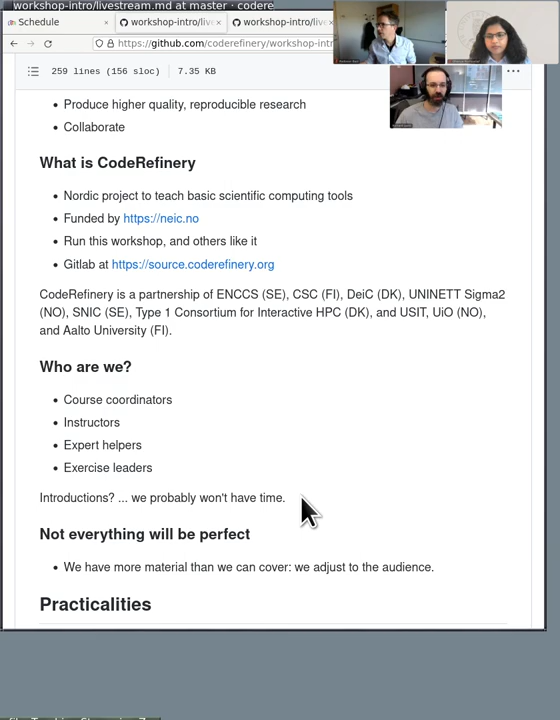 workshop-intro/livestream.md at master · codere
Schedule
workshop-intro/live
workshop-intro/live
https://github.com/coderefinery/workshop-intr
259 lines (156 sloc)
7.35 KB
Produce higher quality, reproducible research
Collaborate
What is CodeRefinery
Nordic project to teach basic scientific computing tools
Funded by https://neic.no
Run this workshop, and others like it
Gitlab at https://source.coderefinery.org
CodeRefinery is a partnership of ENCCS (SE), CSC (FI), DeiC (DK), UNINETT Sigma2
(NO), SNIC (SE), Type 1 Consortium for Interactive HPC (DK), and USIT, UiO (NO),
and Aalto University (FI).
Who are we?
Course coordinators
Instructors
Expert helpers
Exercise leaders
Introductions? ... we probably won't have time.
Not everything will be perfect
We have more material than we can cover: we adjust to the audience.
Practicalities